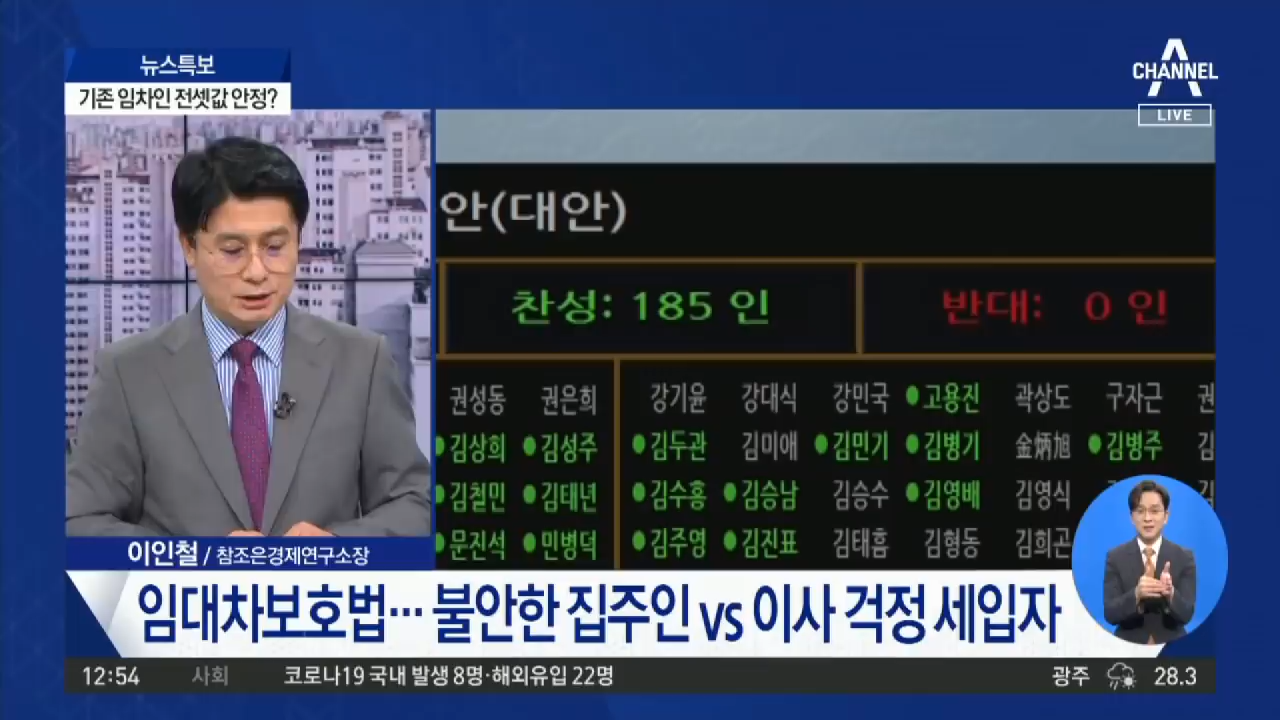 뉴스특보
기존 임차인 전셋값 안정?
CHANNEL A
LIVE
안(대안)
찬성: 185 인
반대: 0 인
권성동 권은희 강기윤 강대식 강민국 고용진 곽상도 구자근 권
김상희 김성주 김두관 김미애 김민기 김병기 金炳旭 김병주 김
김철민 김태년 김수흥 김승남 김승수 김영배 김영식
문진석 민병덕 김주영 김진표 김태흠 김형동 김희곤
이인철 / 참조은경제연구소장
임대차보호법… 불안한 집주인 vs 이사 걱정 세입자
12:54 사회 코로나19 국내 발생 8명·해외유입 22명 광주 28.3